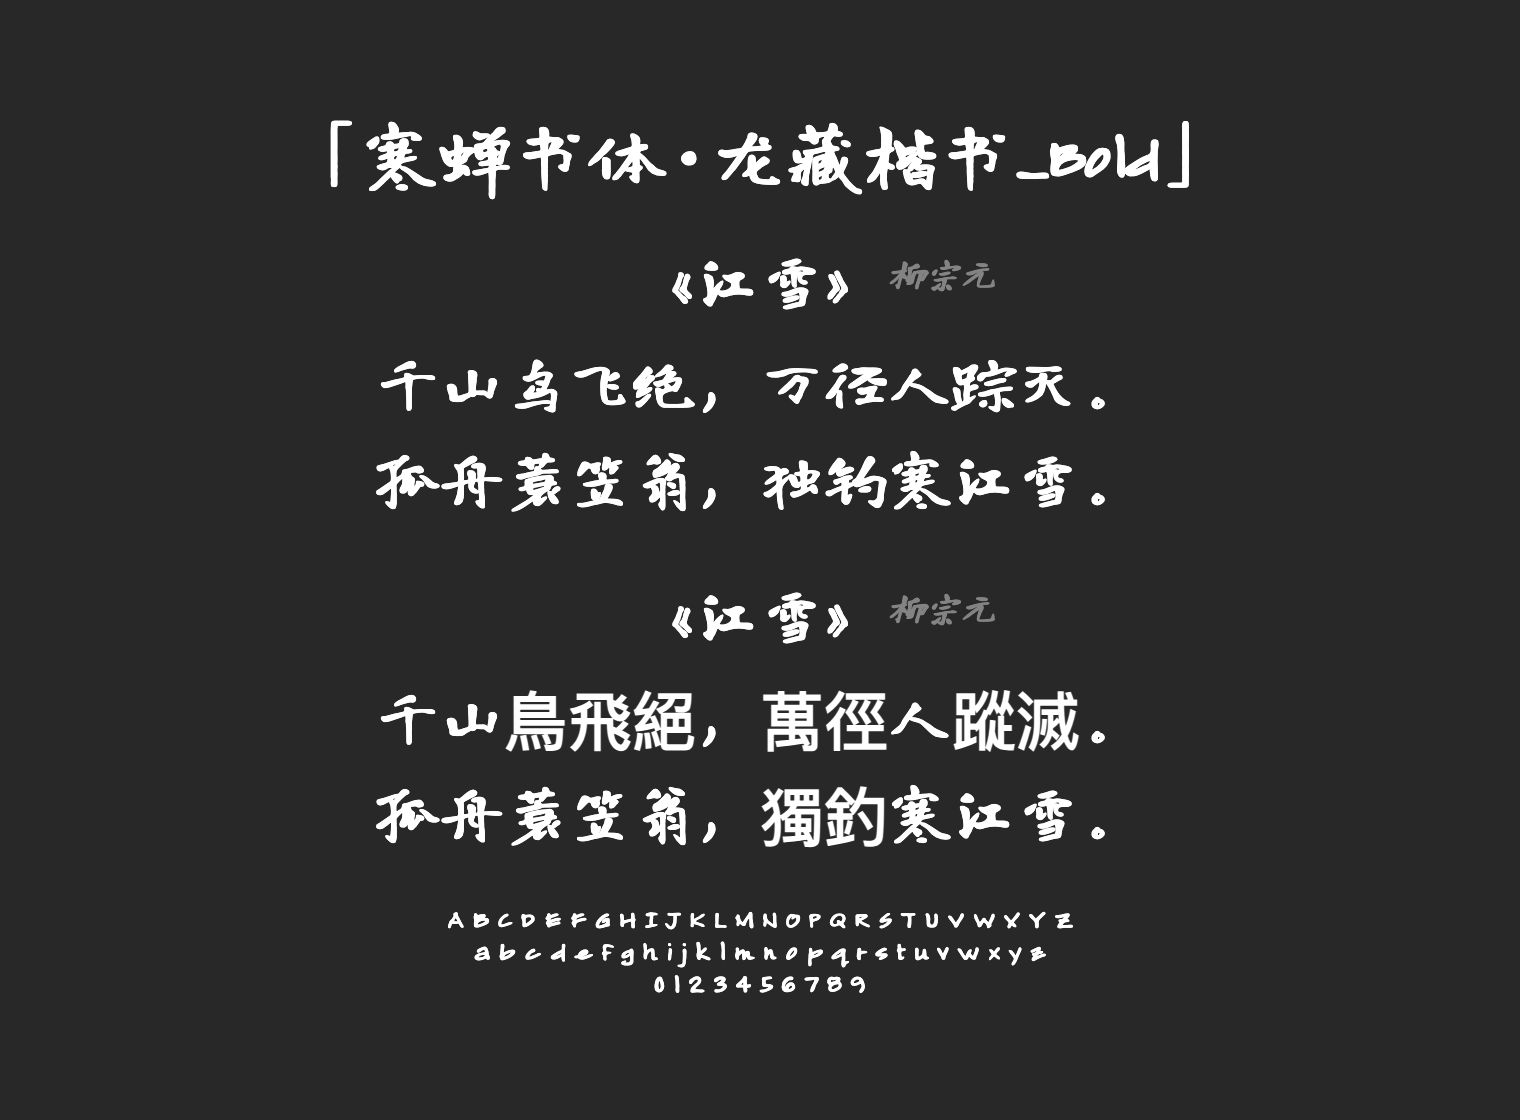 「寒蝉书体·龙藏楷书_Bold」
《江雪》 柳宗元
千山鸟飞绝，万径人踪灭。
孤舟蓑笠翁，独钓寒江雪。
《江雪》 柳宗元
千山鳥飛絕，萬徑人蹤滅。
孤舟蓑笠翁，獨釣寒江雪。
ABCDEFGHIJKLMNOPQRSTUVWXYZ
abcdefghijklmnopqrstuvwxyz
0123456789